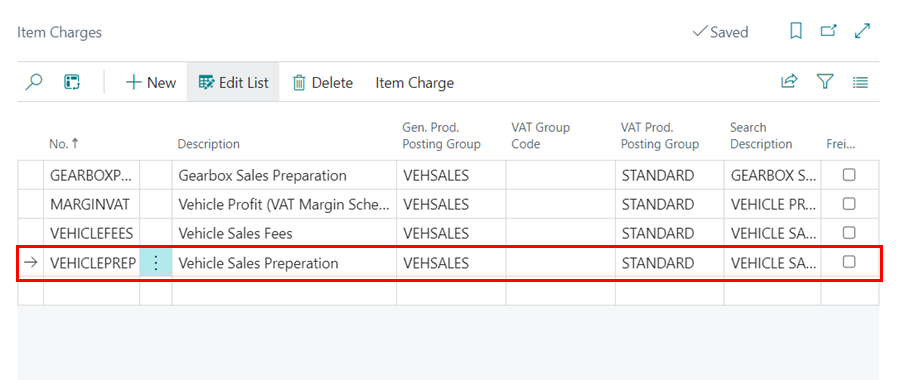 Item Charges
Saved
New
Edit List
Delete
Item Charge
No.
Description
Gen. Prod.
Posting Group
VAT Group
Code
VAT Prod.
Posting Group
Search
Description
Frei...
GEARBOXP... Gearbox Sales Preparation VEHSALES STANDARD GEARBOX S...
MARGINVAT Vehicle Profit (VAT Margin Sche... VEHSALES STANDARD VEHICLE PR...
VEHICLEFEES Vehicle Sales Fees VEHSALES STANDARD VEHICLE SA...
VEHICLEPREP Vehicle Sales Preperation VEHSALES STANDARD VEHICLE SA...